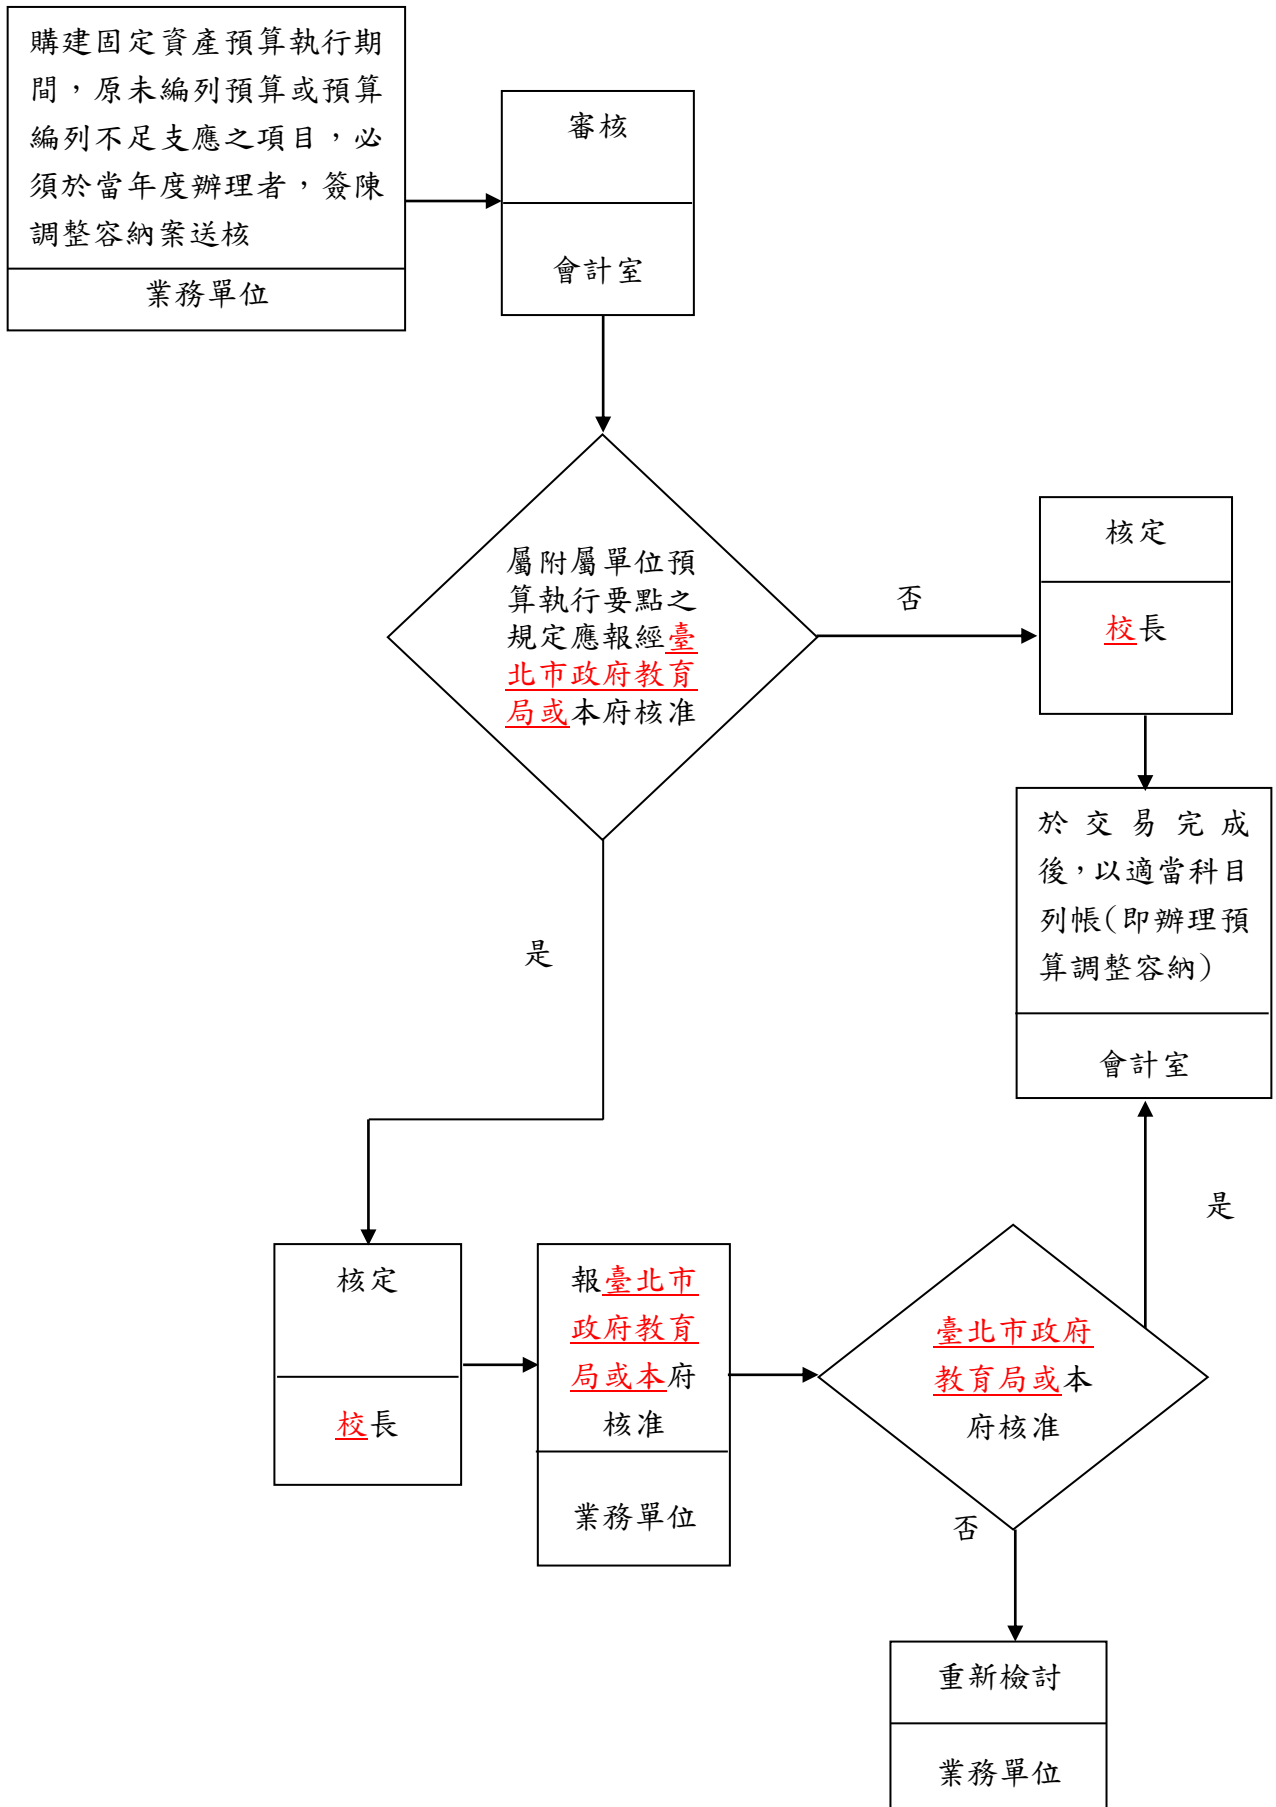 購建固定資產預算執行期
間，原未編列預算或預算
編列不足支應之項目，必
須於當年度辦理者，簽陳
調整容納案送核
業務單位
審核
會計室
屬附屬單位預
算執行要點之
規定應報經臺
北市政府教育
局或本府核准
否
核定
校長
於交易完成
後，以適當科目
列帳(即辦理預
算調整容納)
會計室
是
是
核定
校長
報臺北市
政府教育
局或本府
核准
業務單位
臺北市政府
教育局或本
府核准
否
重新檢討
業務單位